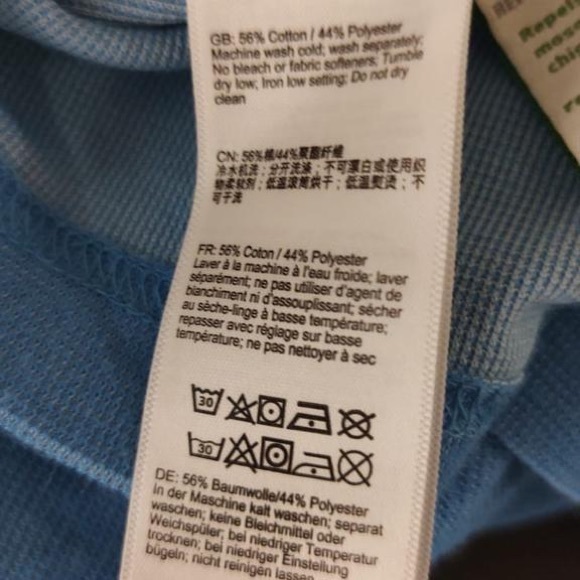 GB: 56% Cotton / 44% Polyester
Machine wash cold; wash separately;
No bleach or fabric softeners; Tumble
dry low; Iron low setting; Do not dry
clean
CN: 56%棉/44%聚酯纤维
冷水机洗；分开洗涤；不可漂白或使用织
物柔软剂；低温滚筒烘干；低温熨烫；不
可干洗
FR: 56% Coton / 44% Polyester
Laver à la machine à l'eau froide; laver
séparément; ne pas utiliser d'agent de
blanchiment ni d'assouplissant; sécher
au sèche-linge à basse température;
repasser avec réglage sur basse
température; ne pas nettoyer à sec
30
30
DE: 56% Baumwolle/44% Polyester
in der Maschine kalt waschen; separat
waschen; keine Bleichmittel oder
Weichspüler; bei niedriger Temperatur
trocknen; bei niedriger Einstellung
bügeln; nicht reinigen lassen